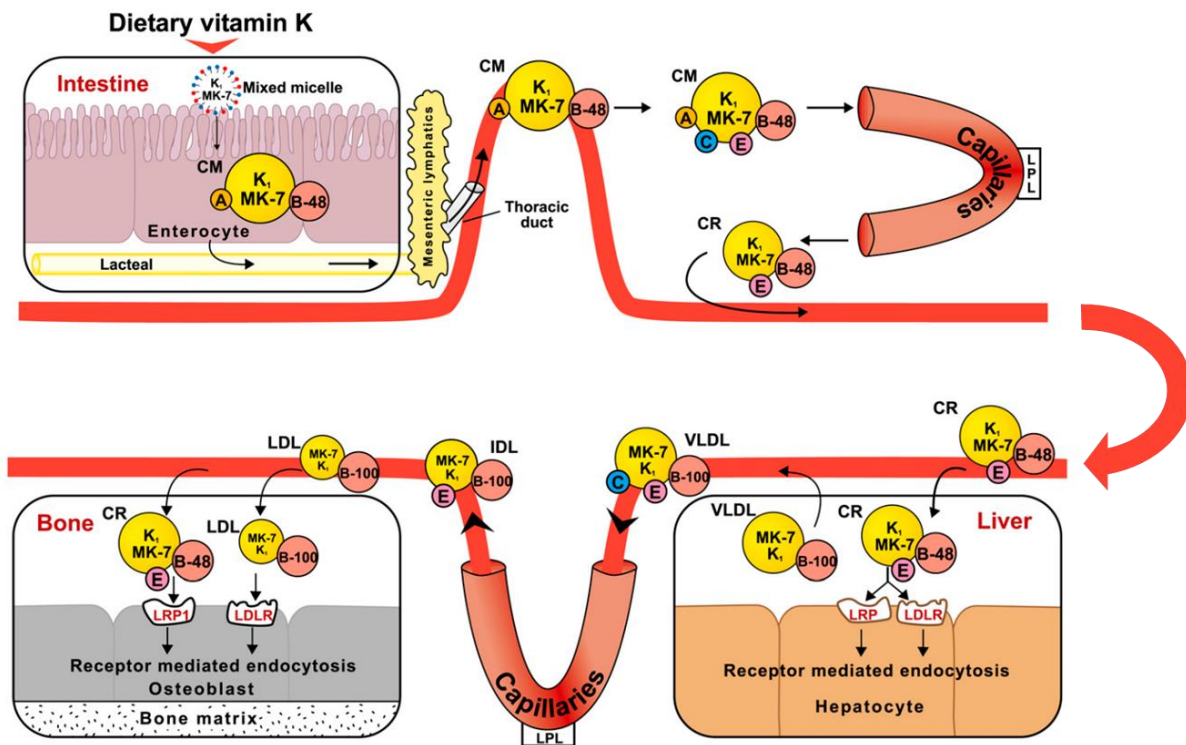 Dietary vitamin K
Intestine
K₁
MK-7
Mixed micelle
CM
K₁
MK-7
A
B-48
Enterocyte
Lacteal
Mesenteric lymphatics
Thoracic
duct
CM
K₁
MK-7
A
B-48
CM
K₁
MK-7
A
B-48
C
E
Capillaries
LPL
CR
K₁
MK-7
B-48
E
LDL
MK-7
K₁
B-100
IDL
MK-7
K₁
B-100
E
VLDL
MK-7
K₁
B-100
C
E
CR
K₁
MK-7
B-48
E
Bone
CR
K₁
MK-7
B-48
E
LDL
MK-7
K₁
B-100
LRP1
LDLR
Receptor mediated endocytosis
Osteoblast
Bone matrix
Capillaries
LPL
Liver
VLDL
MK-7
K₁
B-100
CR
K₁
MK-7
B-48
E
LRP
LDLR
Receptor mediated endocytosis
Hepatocyte